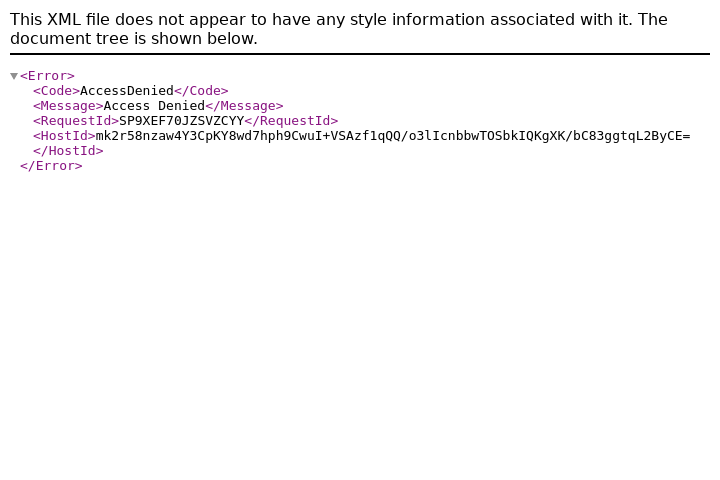 This XML file does not appear to have any style information associated with it. The
document tree is shown below.
<Error>
<Code>AccessDenied</Code>
<Message>Access Denied</Message>
<RequestId>SP9XEF70JZSVZCYY</RequestId>
<HostId>mk2r58nzaw4Y3CpKY8wd7hph9CwuI+VSAzf1qQQ/o3lIcnbbwTOSbkIQKgXK/bC83ggtqL2ByCE=
</HostId>
</Error>